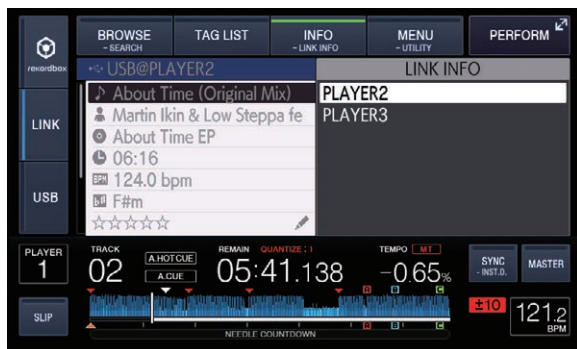 BROWSE
- SEARCH
TAG LIST
INFO
- LINK INFO
MENU
- UTILITY
PERFORM
rekordbox
LINK
USB
USB@PLAYER2
About Time (Original Mix)
Martin Ikin & Low Steppa fe
About Time EP
06:16
BPM 124.0 bpm
F#m
LINK INFO
PLAYER2
PLAYER3
PLAYER
1
TRACK
02
A.HOTCUE
A.CUE
REMAIN QUANTIZE : 1
05:41.138
TEMPO MT
-0.65%
SYNC
- INST.D.
MASTER
SLIP
A D C
A B C
NEEDLE COUNTDOWN
±10
121.2
BPM